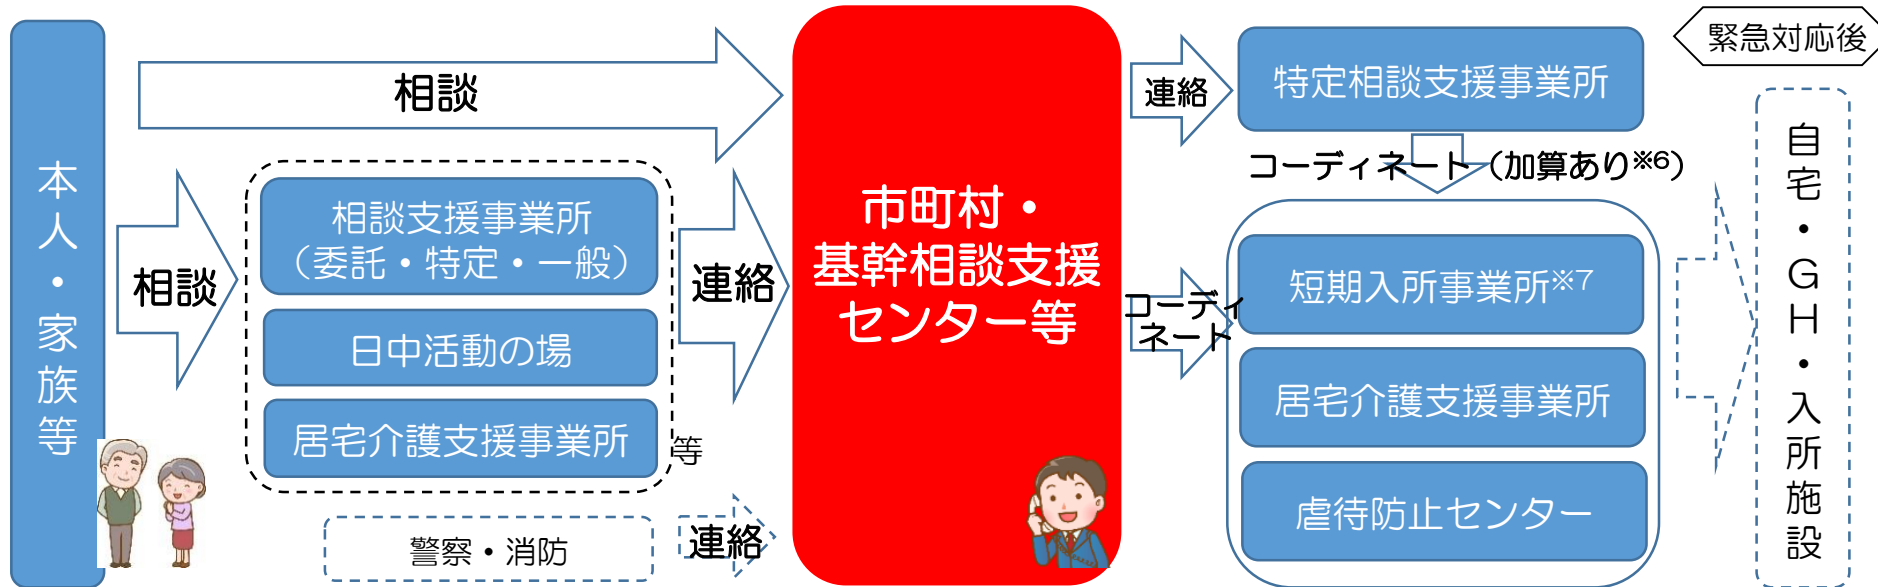 本人・家族等
相談
相談
相談支援事業所
（委託・特定・一般）
日中活動の場
居宅介護支援事業所
等
警察・消防
連絡
連絡
市町村・
基幹相談支援
センター等
連絡
特定相談支援事業所
コーディネート（加算あり※6）
コーディ
ネート
短期入所事業所※7
居宅介護支援事業所
虐待防止センター
緊急対応後
自宅・ＧＨ・入所施設